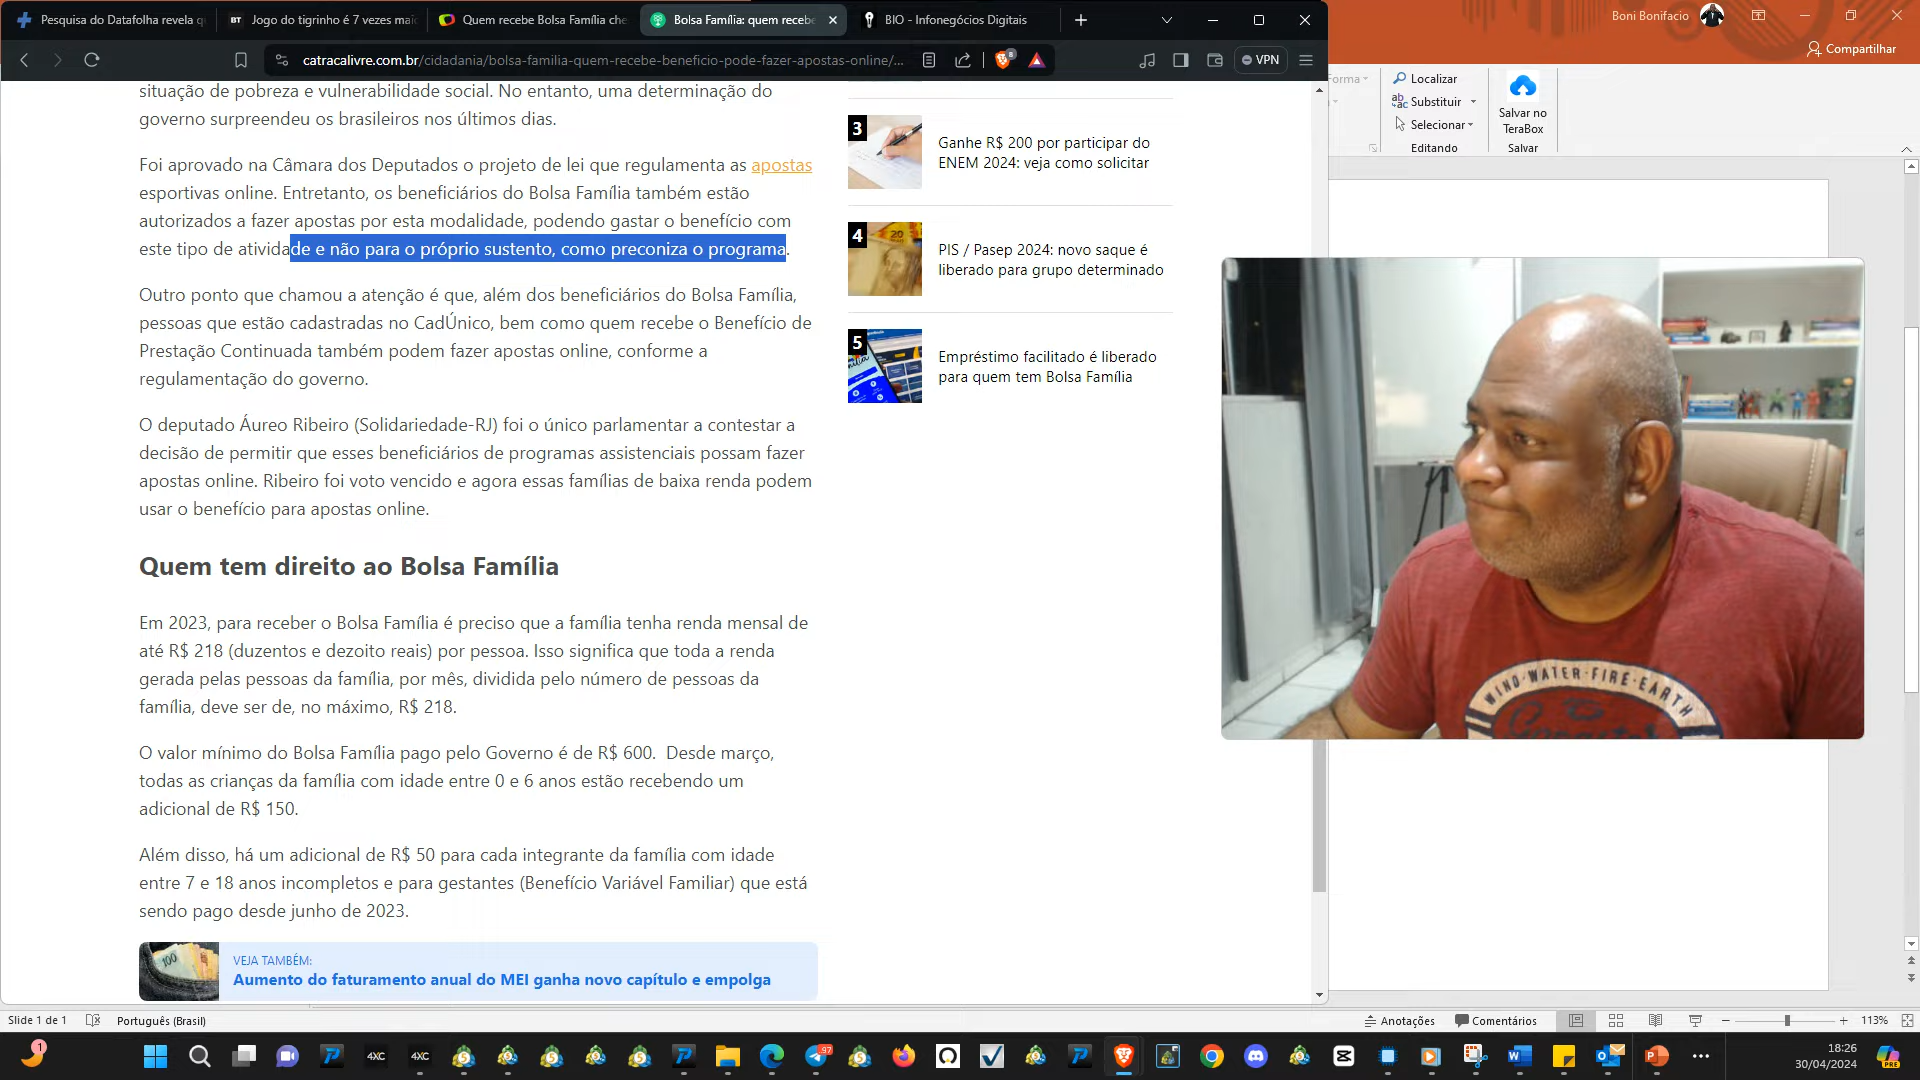 Pesquisa do Datafolha revela q
Jogo do tigrinho é 7 vezes mai
Quem recebe Bolsa Família che
Bolsa Família: quem recebe
BIO - Infonegócios Digitais
Boni Bonifacio
catracalivre.com.br/cidadania/bolsa-familia-quem-recebe-beneficio-pode-fazer-apostas-online/...
VPN
Compartilhar
Localizar
Substituir
Selecionar
Editando
Salvar no
TeraBox
Salvar
situação de pobreza e vulnerabilidade social. No entanto, uma determinação do
governo surpreendeu os brasileiros nos últimos dias.
Foi aprovado na Câmara dos Deputados o projeto de lei que regulamenta as apostas
esportivas online. Entretanto, os beneficiários do Bolsa Família também estão
autorizados a fazer apostas por esta modalidade, podendo gastar o benefício com
este tipo de atividade e não para o próprio sustento, como preconiza o programa.
Outro ponto que chamou a atenção é que, além dos beneficiários do Bolsa Família,
pessoas que estão cadastradas no CadÚnico, bem como quem recebe o Benefício de
Prestação Continuada também podem fazer apostas online, conforme a
regulamentação do governo.
O deputado Áureo Ribeiro (Solidariedade-RJ) foi o único parlamentar a contestar a
decisão de permitir que esses beneficiários de programas assistenciais possam fazer
apostas online. Ribeiro foi voto vencido e agora essas famílias de baixa renda podem
usar o benefício para apostas online.
Quem tem direito ao Bolsa Família
Em 2023, para receber o Bolsa Família é preciso que a família tenha renda mensal de
até R$ 218 (duzentos e dezoito reais) por pessoa. Isso significa que toda a renda
gerada pelas pessoas da família, por mês, dividida pelo número de pessoas da
família, deve ser de, no máximo, R$ 218.
O valor mínimo do Bolsa Família pago pelo Governo é de R$ 600. Desde março,
todas as crianças da família com idade entre 0 e 6 anos estão recebendo um
adicional de R$ 150.
Além disso, há um adicional de R$ 50 para cada integrante da família com idade
entre 7 e 18 anos incompletos e para gestantes (Benefício Variável Familiar) que está
sendo pago desde junho de 2023.
VEJA TAMBÉM:
Aumento do faturamento anual do MEI ganha novo capítulo e empolga
3
Ganhe R$ 200 por participar do
ENEM 2024: veja como solicitar
4
PIS / Pasep 2024: novo saque é
liberado para grupo determinado
5
Empréstimo facilitado é liberado
para quem tem Bolsa Família
WIND·WATER·FIRE·EARTH
Slide 1 de 1
Português (Brasil)
Anotações
Comentários
113%
18:26
30/04/2024